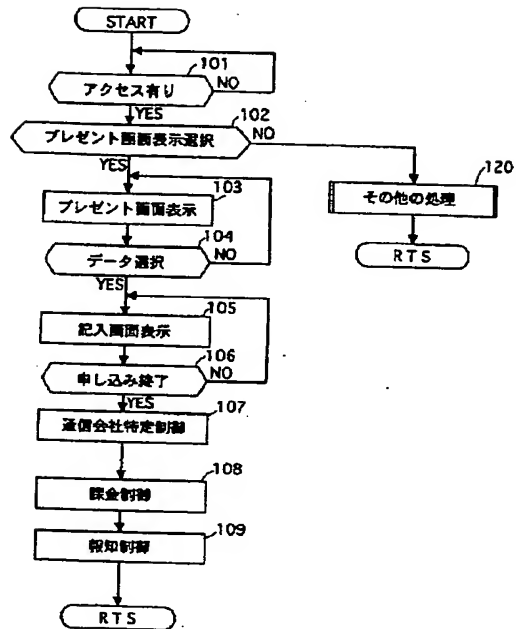 START
101
アクセス有り
NO
YES
102
プレゼント画面表示選択
NO
YES
103
プレゼント画面表示
120
その他の処理
104
データ選択
NO
RTS
YES
105
記入画面表示
106
申し込み終了
NO
YES
107
通信会社特定制御
108
課金制御
109
報知制御
RTS